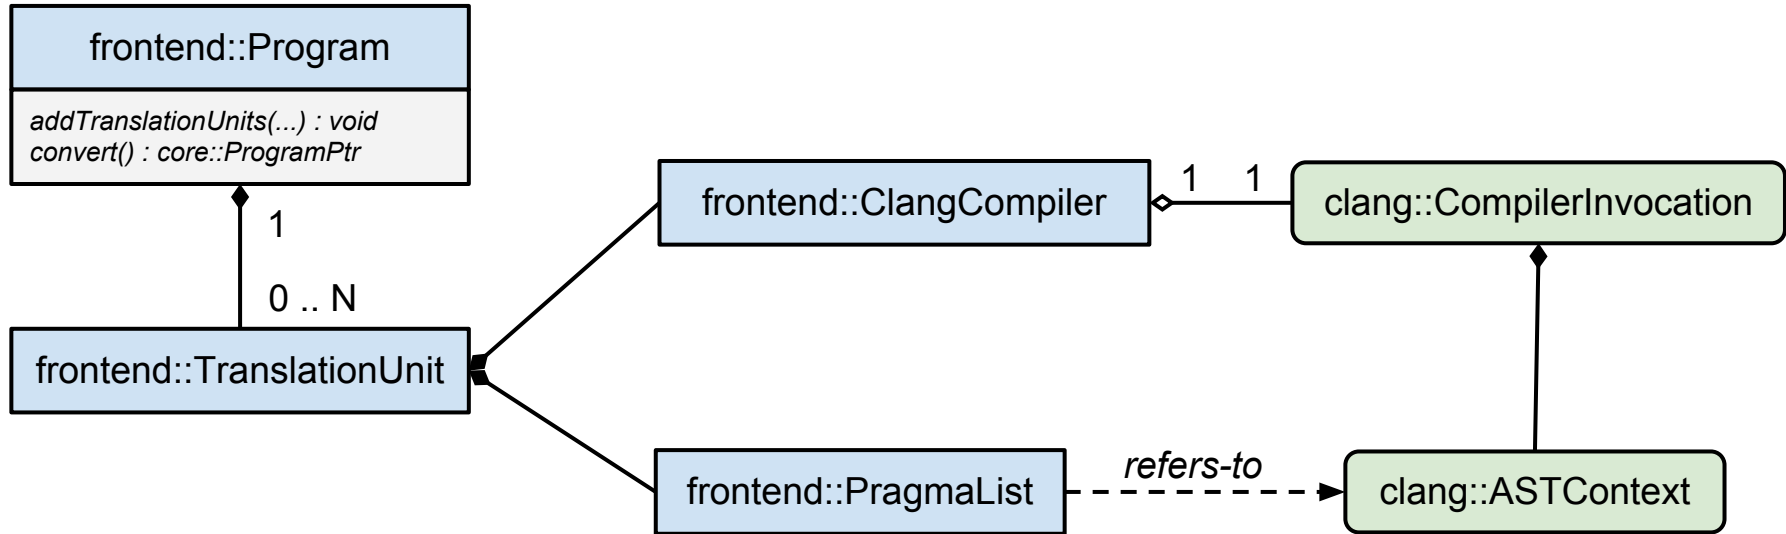 frontend::Program
addTranslationUnits(...) : void
convert() : core::ProgramPtr
1
0 .. N
frontend::TranslationUnit
frontend::ClangCompiler
1 1
clang::CompilerInvocation
frontend::PragmaList
refers-to
clang::ASTContext